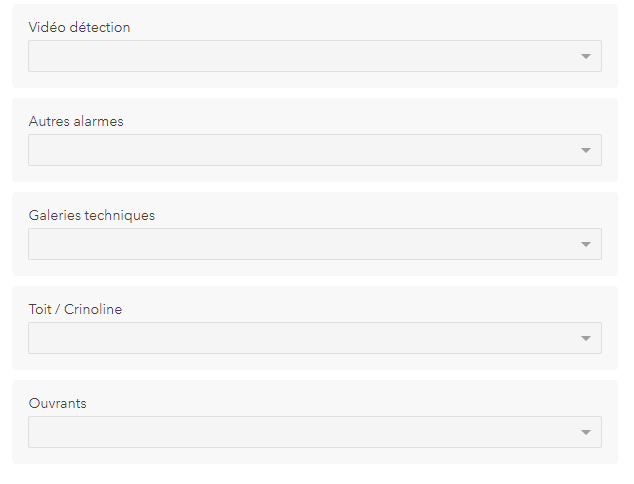 Vidéo détection
Autres alarmes
Galeries techniques
Toit / Crinoline
Ouvrants